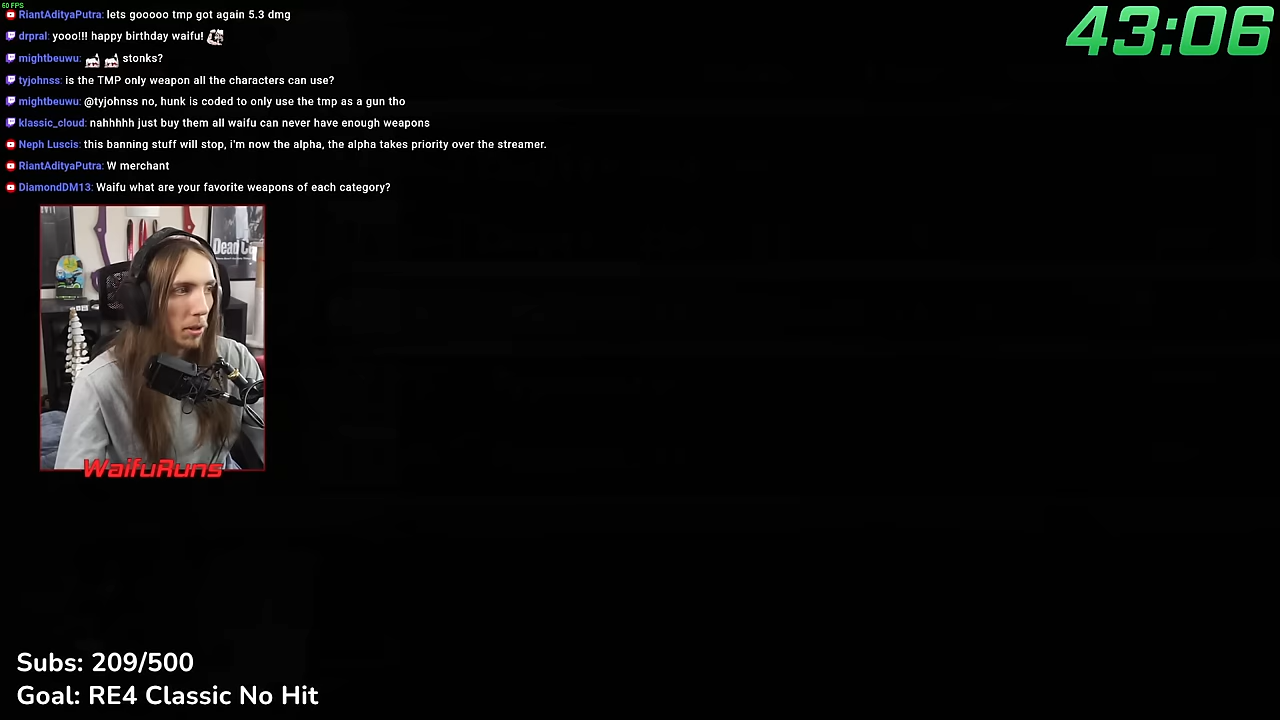 60 FPS
RiantAdityaPutra: lets gooooo tmp got again 5.3 dmg
43:06
drpral: yooo!!! happy birthday waifu!
mightbeuwu: stonks?
tyjohnss: is the TMP only weapon all the characters can use?
mightbeuwu: @tyjohnss no, hunk is coded to only use the tmp as a gun tho
klassic_cloud: nahhhhh just buy them all waifu can never have enough weapons
Neph Luscis: this banning stuff will stop, i'm now the alpha, the alpha takes priority over the streamer.
RiantAdityaPutra: W merchant
DiamondDM13: Waifu what are your favorite weapons of each category?
Dead
WaifuRuns
Subs: 209/500
Goal: RE4 Classic No Hit